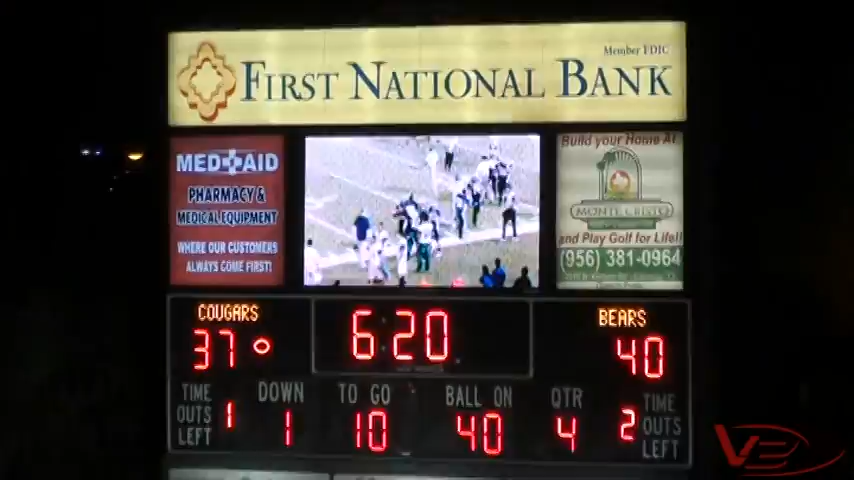 Member FDIC
FIRST NATIONAL BANK
MED+AID
PHARMACY &
MEDICAL EQUIPMENT
WHERE OUR CUSTOMERS
ALWAYS COME FIRST!
Build your Home At
MONTE CRISTO
and Play Golf for Life!!
(956) 381-0964
COUGARS
37
6:20
BEARS
40
TIME OUTS LEFT 1
DOWN 1
TO GO 10
BALL ON 40
QTR 4
2 TIME OUTS LEFT
V3